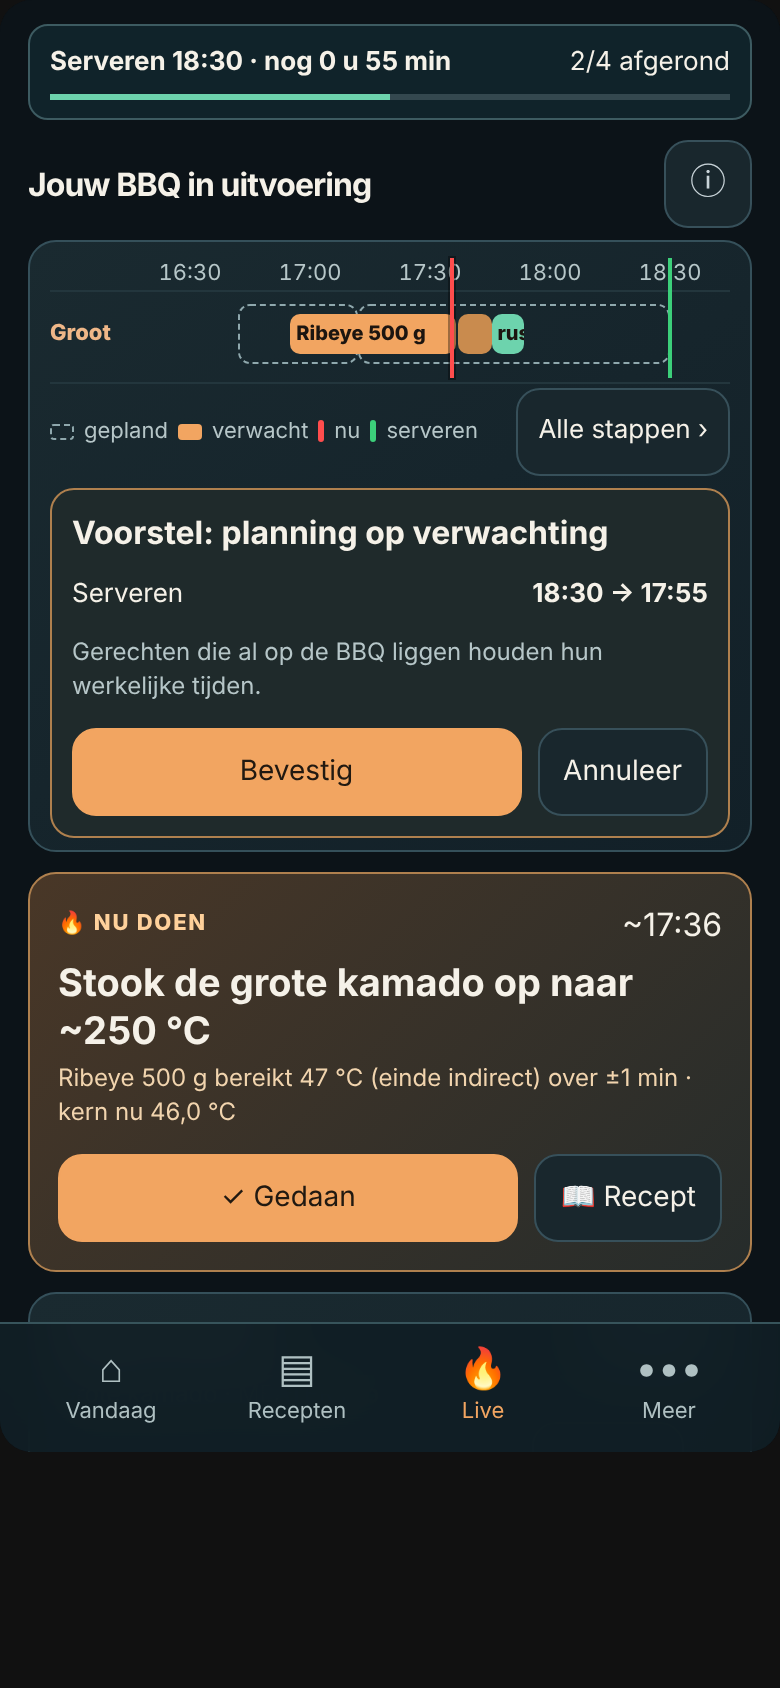 Serveren 18:30 · nog 0 u 55 min
2/4 afgerond
Jouw BBQ in uitvoering
ⓘ
16:30 17:00 17:30 18:00 18:30
Groot
Ribeye 500 g
rus
gepland verwacht nu serveren
Alle stappen ›
Voorstel: planning op verwachting
Serveren 18:30 → 17:55
Gerechten die al op de BBQ liggen houden hun
werkelijke tijden.
Bevestig
Annuleer
🔥 NU DOEN
~17:36
Stook de grote kamado op naar
~250 °C
Ribeye 500 g bereikt 47 °C (einde indirect) over ±1 min ·
kern nu 46,0 °C
✓ Gedaan
📖 Recept
Vandaag
Recepten
Live
Meer